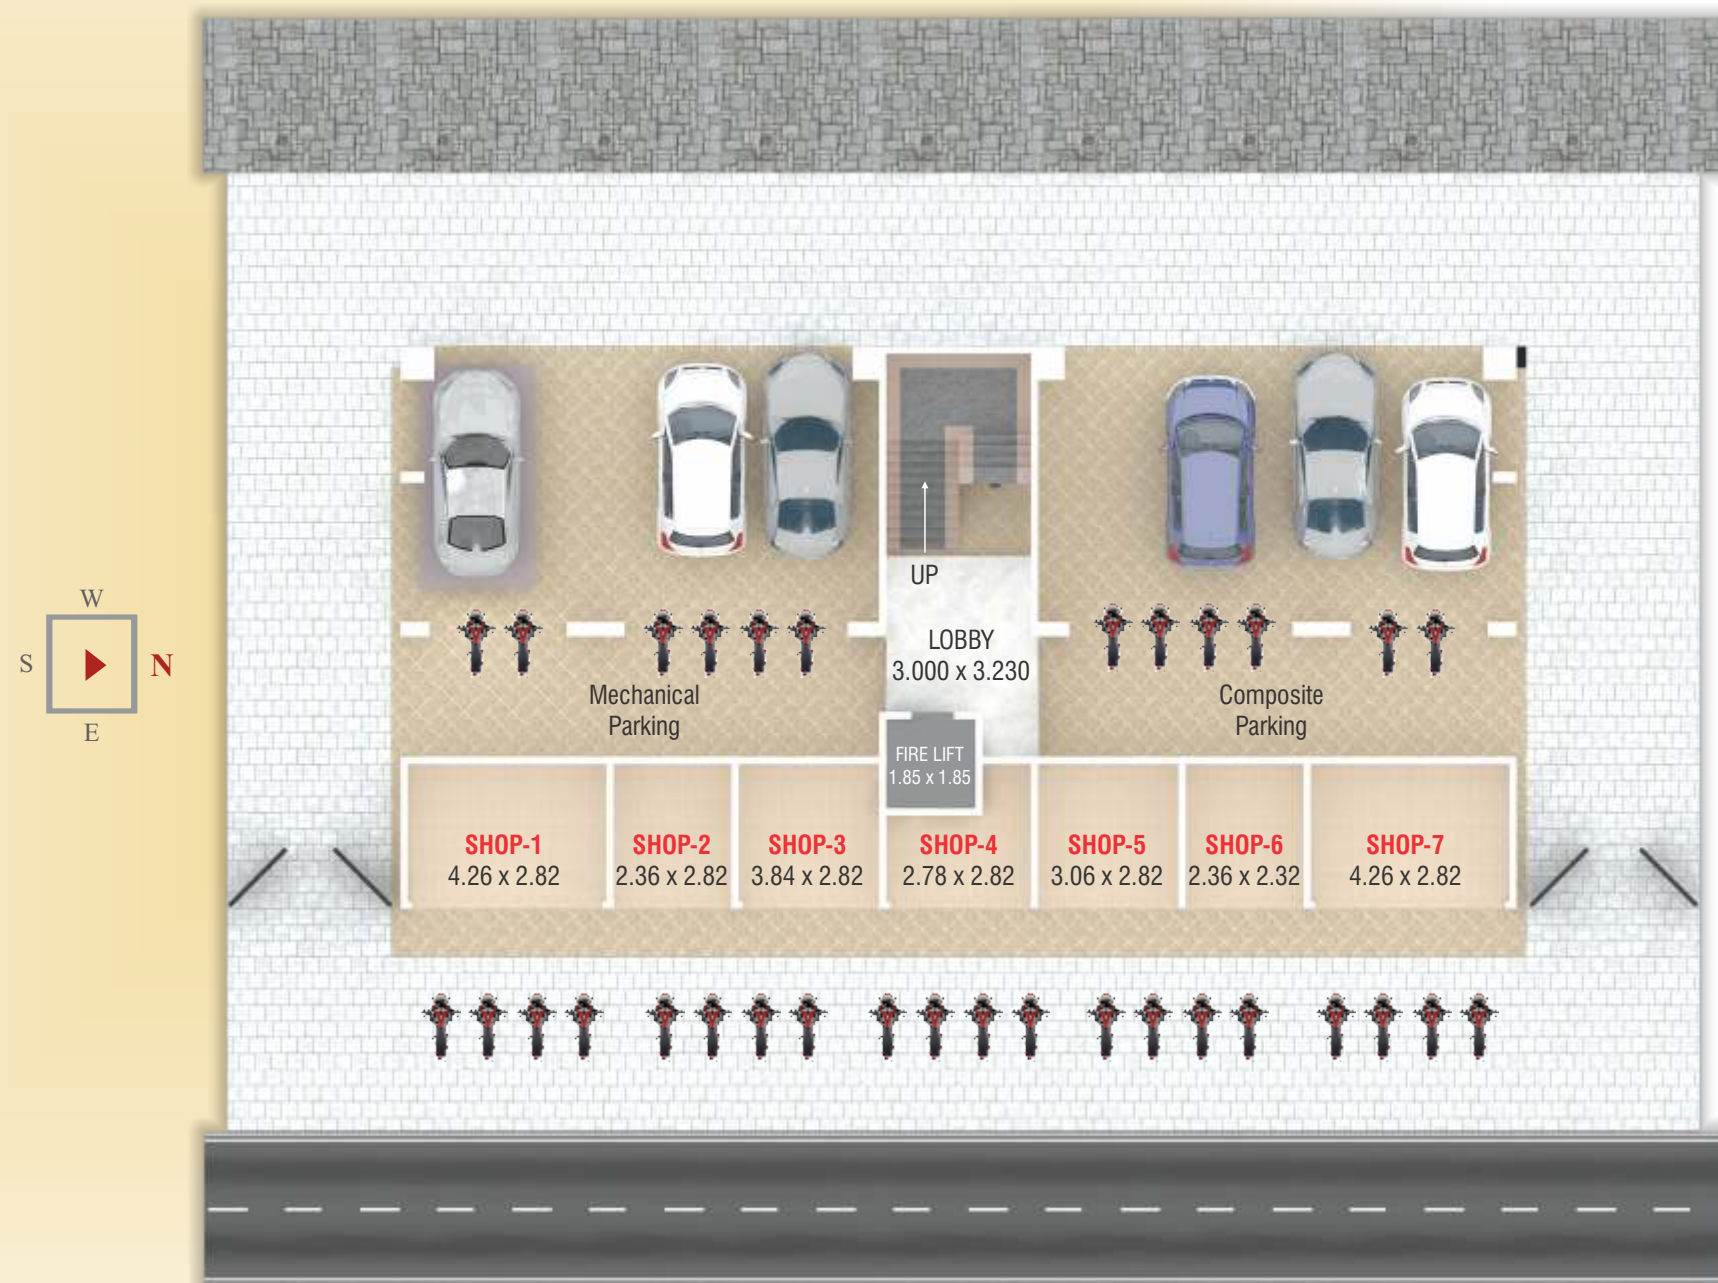 W
S
N
E
UP
LOBBY
3.000 x 3.230
Mechanical
Parking
Composite
Parking
FIRE LIFT
1.85 x 1.85
SHOP-1
4.26 x 2.82
SHOP-2
2.36 x 2.82
SHOP-3
3.84 x 2.82
SHOP-4
2.78 x 2.82
SHOP-5
3.06 x 2.82
SHOP-6
2.36 x 2.32
SHOP-7
4.26 x 2.82